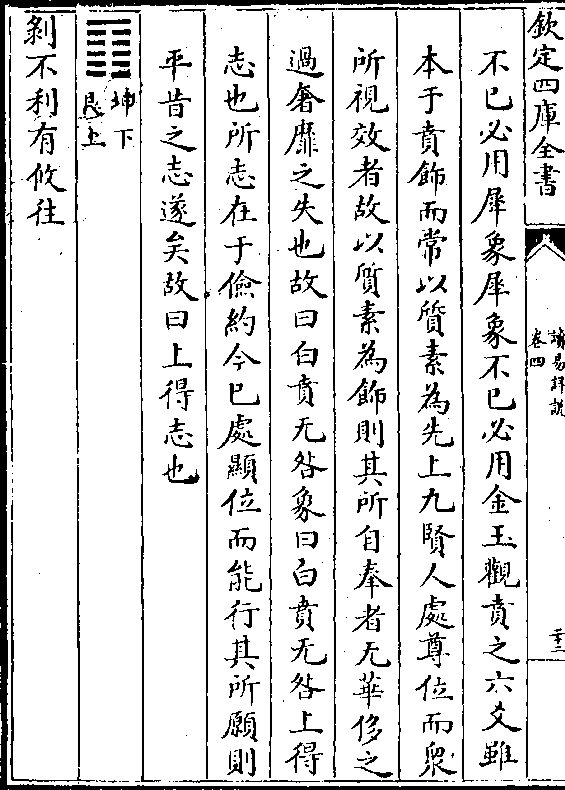 欽定四庫全書
讀易詳說
卷四
二十二
不已必用犀象犀象不已必用金玉觀賁之六爻雖
本于賁飾而常以質素為先上九賢人處尊位而衆
所視效者故以質素為飾則其所自奉者无華侈之
過奢靡之失也故曰白賁无咎象曰白賁无咎上得
志也所志在于儉約今已處顯位而能行其所願則
平昔之志遂矣故曰上得志也
坤下
艮上
剝不利有攸往